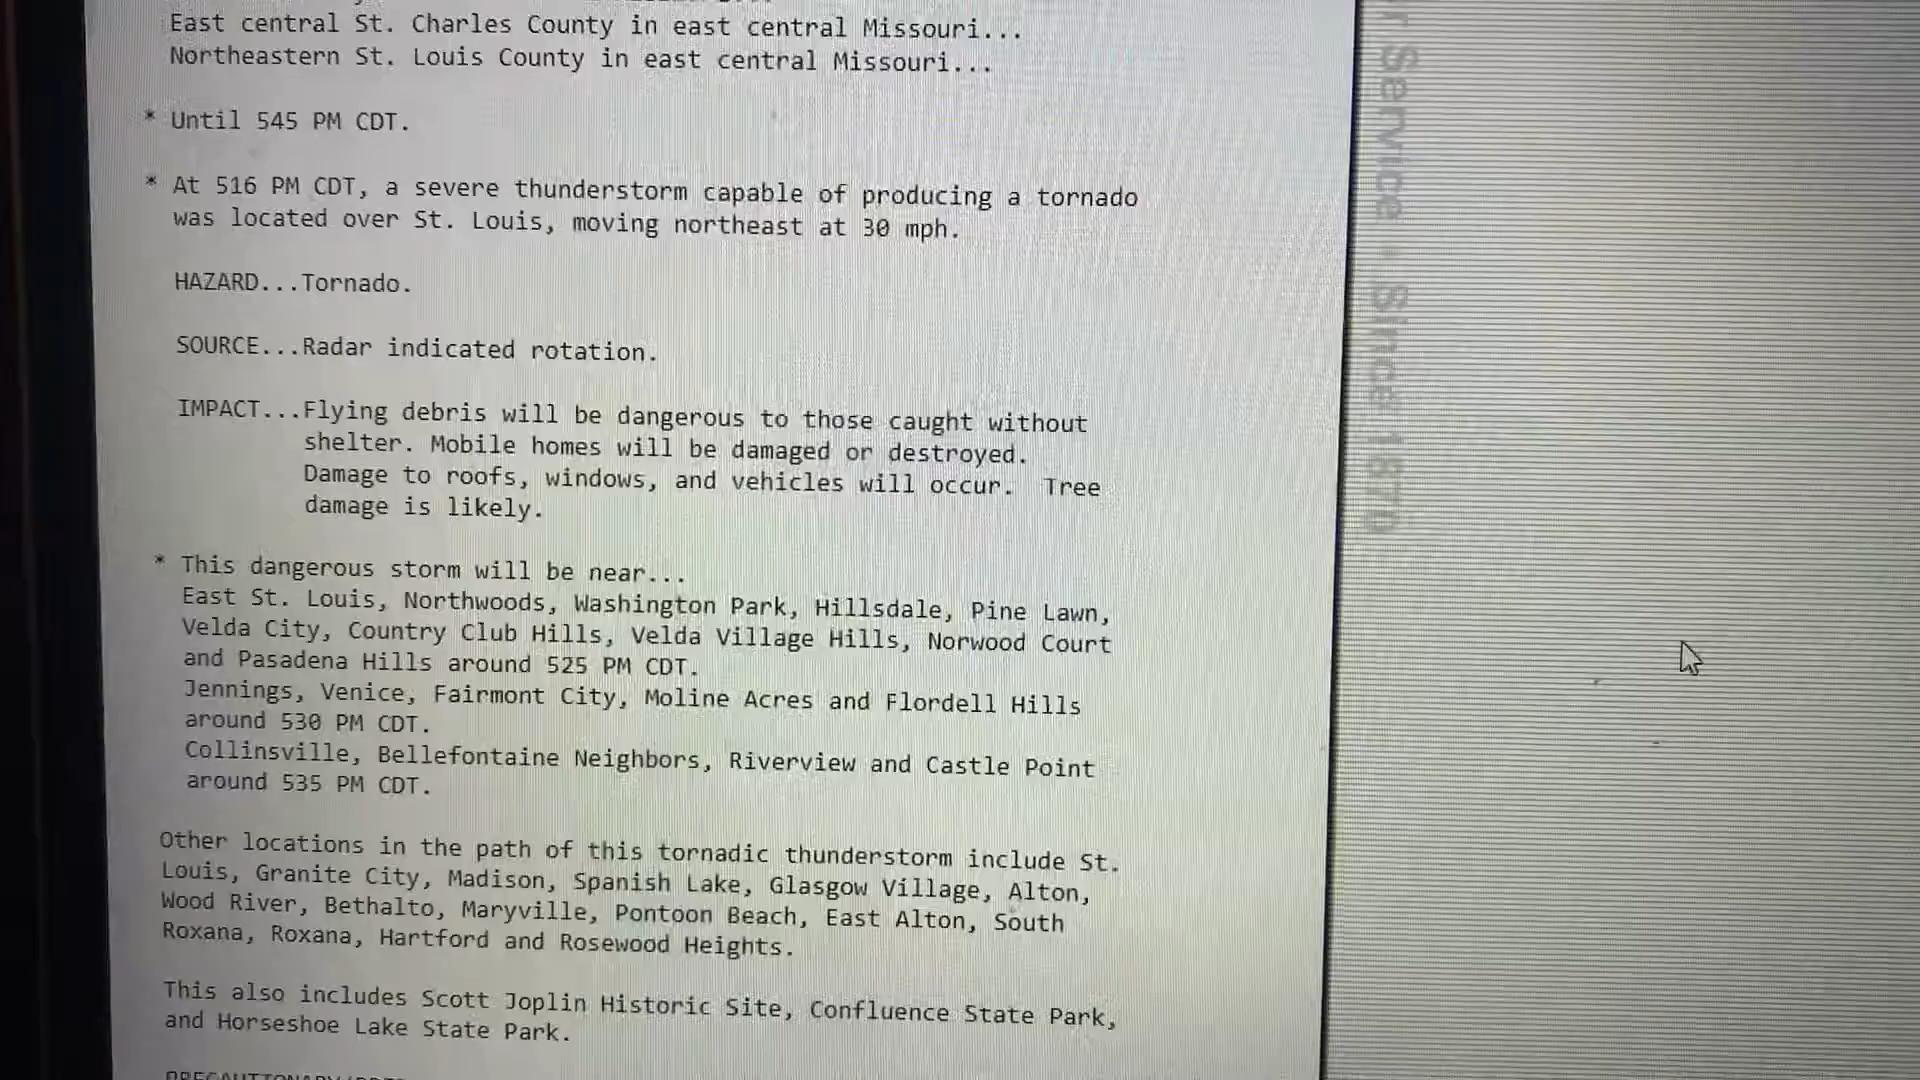 East central St. Charles County in east central Missouri...
Northeastern St. Louis County in east central Missouri...
* Until 545 PM CDT.
* At 516 PM CDT, a severe thunderstorm capable of producing a tornado
was located over St. Louis, moving northeast at 30 mph.
HAZARD...Tornado.
SOURCE...Radar indicated rotation.
IMPACT...Flying debris will be dangerous to those caught without
shelter. Mobile homes will be damaged or destroyed.
Damage to roofs, windows, and vehicles will occur.  Tree
damage is likely.
* This dangerous storm will be near...
East St. Louis, Northwoods, Washington Park, Hillsdale, Pine Lawn,
Velda City, Country Club Hills, Velda Village Hills, Norwood Court
and Pasadena Hills around 525 PM CDT.
Jennings, Venice, Fairmont City, Moline Acres and Flordell Hills
around 530 PM CDT.
Collinsville, Bellefontaine Neighbors, Riverview and Castle Point
around 535 PM CDT.
Other locations in the path of this tornadic thunderstorm include St.
Louis, Granite City, Madison, Spanish Lake, Glasgow Village, Alton,
Wood River, Bethalto, Maryville, Pontoon Beach, East Alton, South
Roxana, Roxana, Hartford and Rosewood Heights.
This also includes Scott Joplin Historic Site, Confluence State Park,
and Horseshoe Lake State Park.
Service • Since 1870